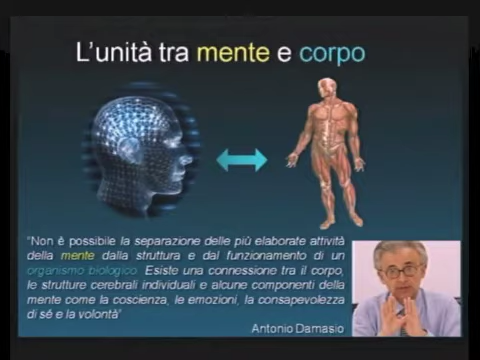 L'unità tra mente e corpo
"Non è possibile la separazione delle più elaborate attività
della mente dalla struttura e dal funzionamento di un
organismo biologico. Esiste una connessione tra il corpo,
le strutture cerebrali individuali e alcune componenti della
mente come la coscienza, le emozioni, la consapevolezza
di sé e la volontà"
Antonio Damasio